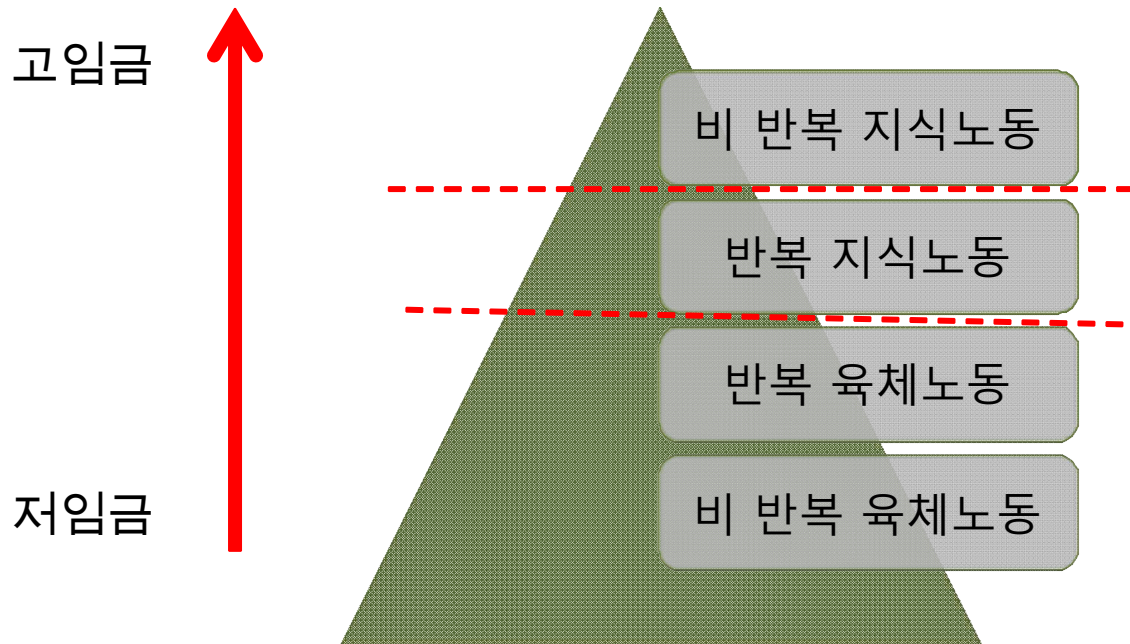 고임금
비 반복 지식노동
반복 지식노동
반복 육체노동
저임금
비 반복 육체노동